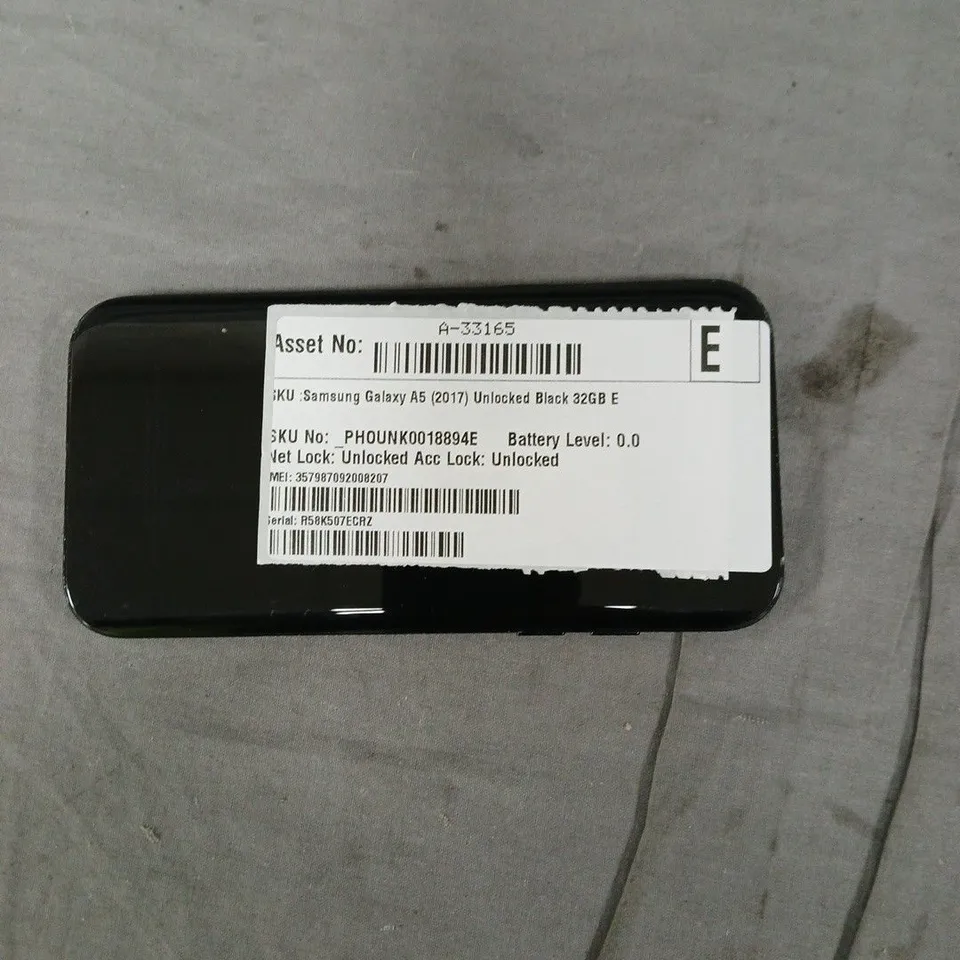 A-33165
Asset No:
E
SKU :Samsung Galaxy A5 (2017) Unlocked Black 32GB E
SKU No: _PHOUNK0018894E Battery Level: 0.0
Net Lock: Unlocked Acc Lock: Unlocked
IMEI: 357987092008207
Serial: R58K507ECRZ